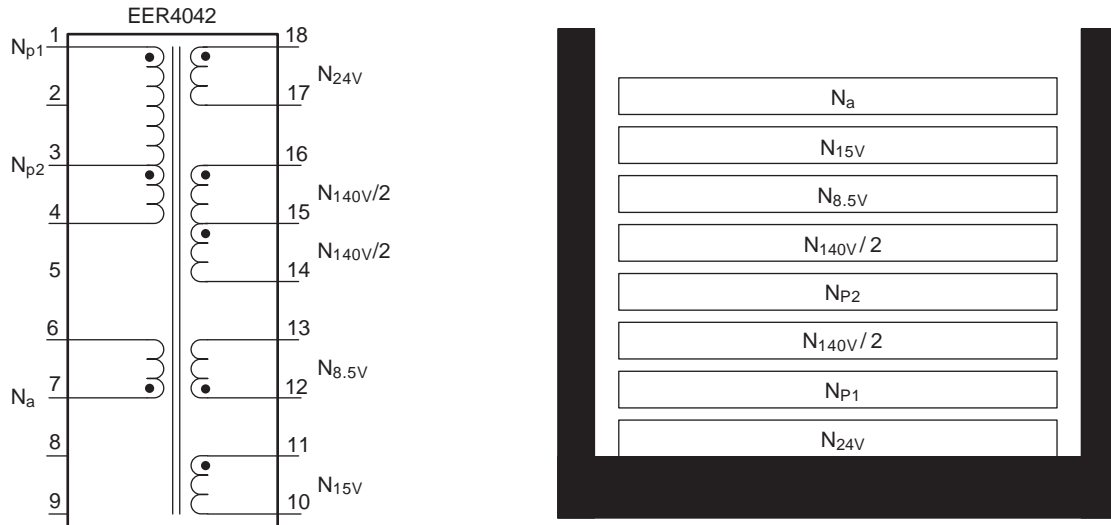 EER4042
1
18
Np1
N24V
2
17
3
16
Np2
N140V/2
4
15
N140V/2
5
14
6
13
N8.5V
7
12
Na
8
11
N15V
9
10
Na
N15V
N8.5V
N140V/ 2
NP2
N140V/ 2
NP1
N24V